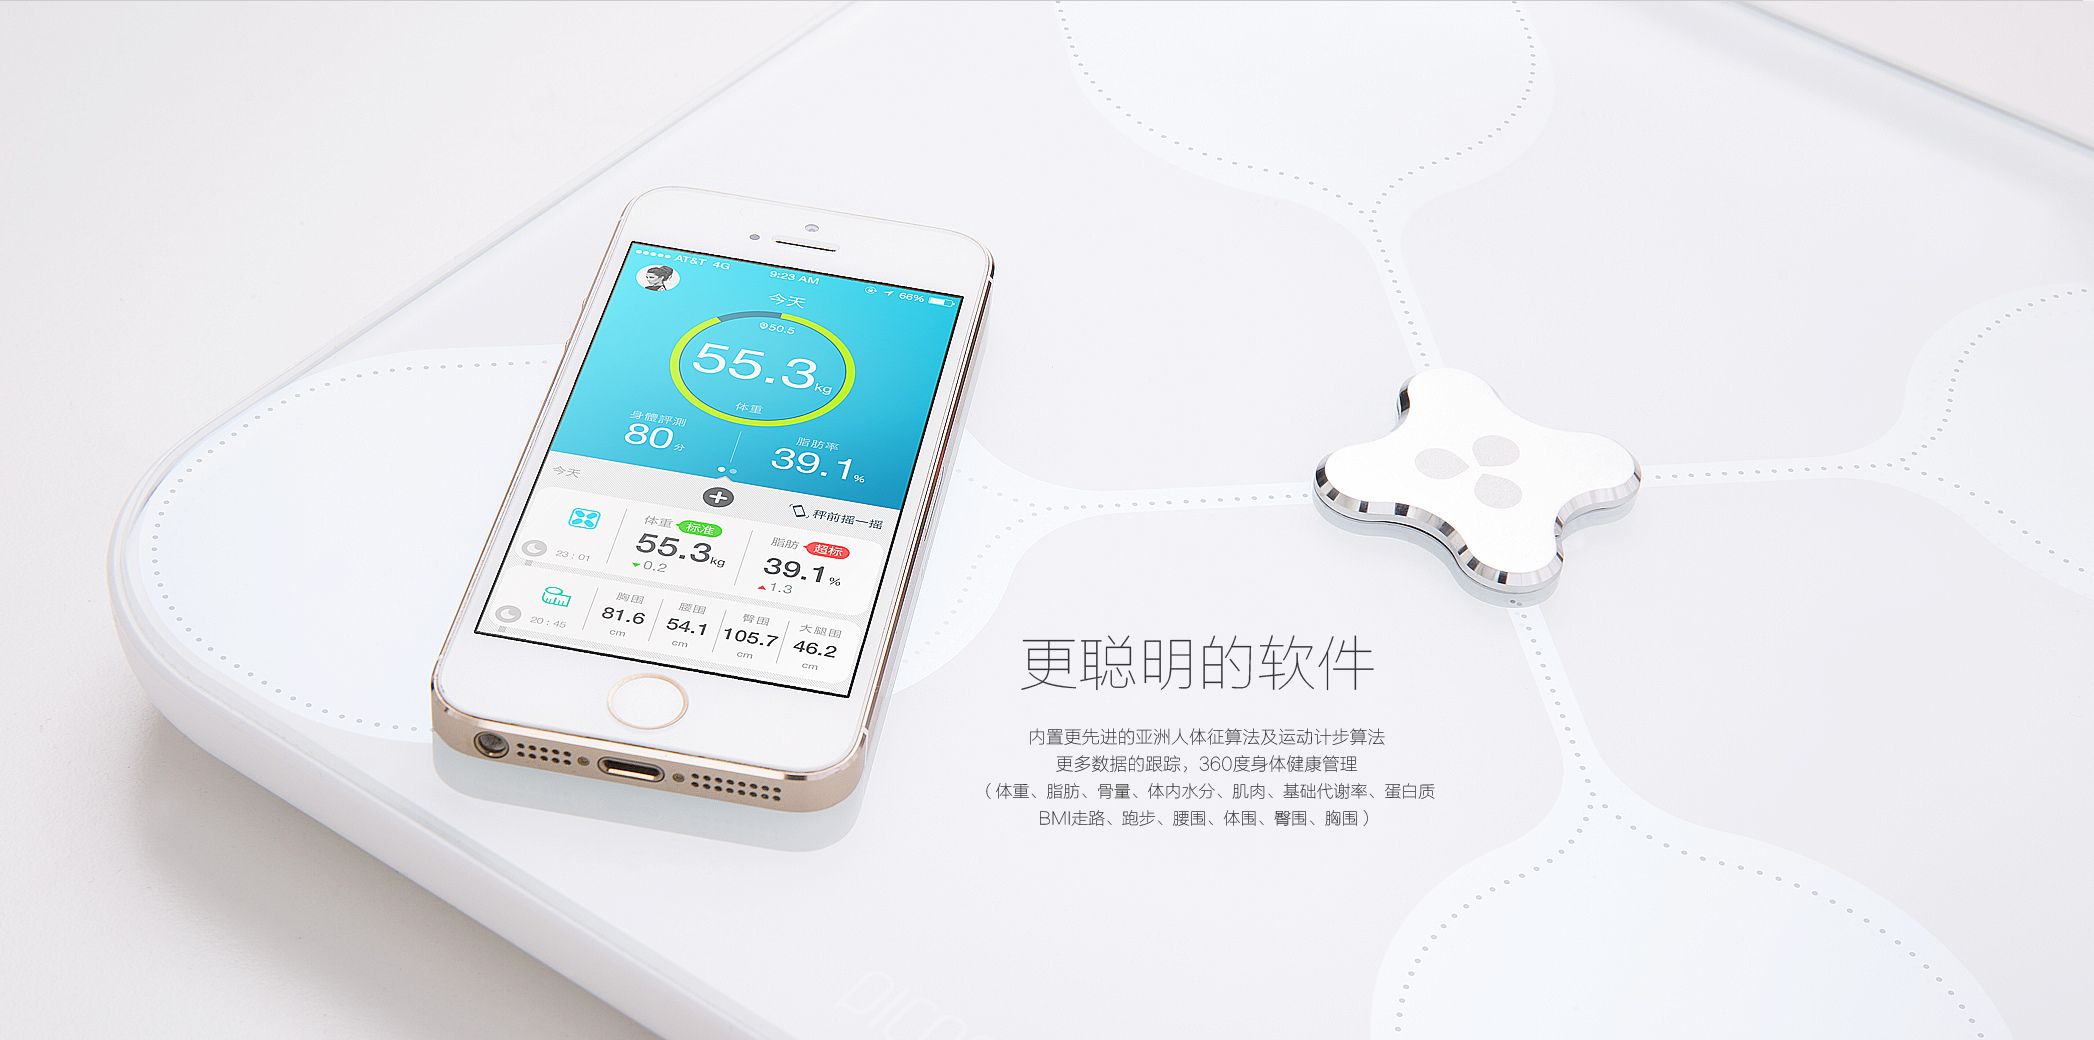 AT&T 4G
9:23 AM
66%
今天
50.5
55.3kg
体重
身體評測
80分
脂肪率
39.1%
今天
秤前摇一摇
23:01
体重 标准
55.3kg
0.2
脂肪 超标
39.1%
1.3
20:45
胸围
81.6
cm
腰围
54.1
cm
臀围
105.7
cm
大腿围
46.2
cm
更聪明的软件
内置更先进的亚洲人体征算法及运动计步算法
更多数据的跟踪，360度身体健康管理
（体重、脂肪、骨量、体内水分、肌肉、基础代谢率、蛋白质
BMI走路、跑步、腰围、体围、臀围、胸围）